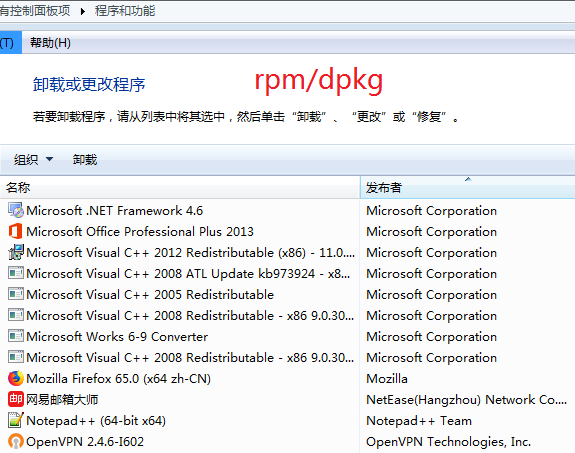 有控制面板项 ▸ 程序和功能
(T) 帮助(H)
卸载或更改程序 rpm/dpkg
若要卸载程序，请从列表中将其选中，然后单击“卸载”、“更改”或“修复”。
组织 卸载
名称 发布者
Microsoft .NET Framework 4.6 Microsoft Corporation
Microsoft Office Professional Plus 2013 Microsoft Corporation
Microsoft Visual C++ 2012 Redistributable (x86) - 11.0.... Microsoft Corporation
Microsoft Visual C++ 2008 ATL Update kb973924 - x8... Microsoft Corporation
Microsoft Visual C++ 2005 Redistributable Microsoft Corporation
Microsoft Visual C++ 2008 Redistributable - x86 9.0.30... Microsoft Corporation
Microsoft Works 6-9 Converter Microsoft Corporation
Microsoft Visual C++ 2008 Redistributable - x86 9.0.30... Microsoft Corporation
Mozilla Firefox 65.0 (x64 zh-CN) Mozilla
网易邮箱大师 NetEase(Hangzhou) Network Co....
Notepad++ (64-bit x64) Notepad++ Team
OpenVPN 2.4.6-I602 OpenVPN Technologies, Inc.